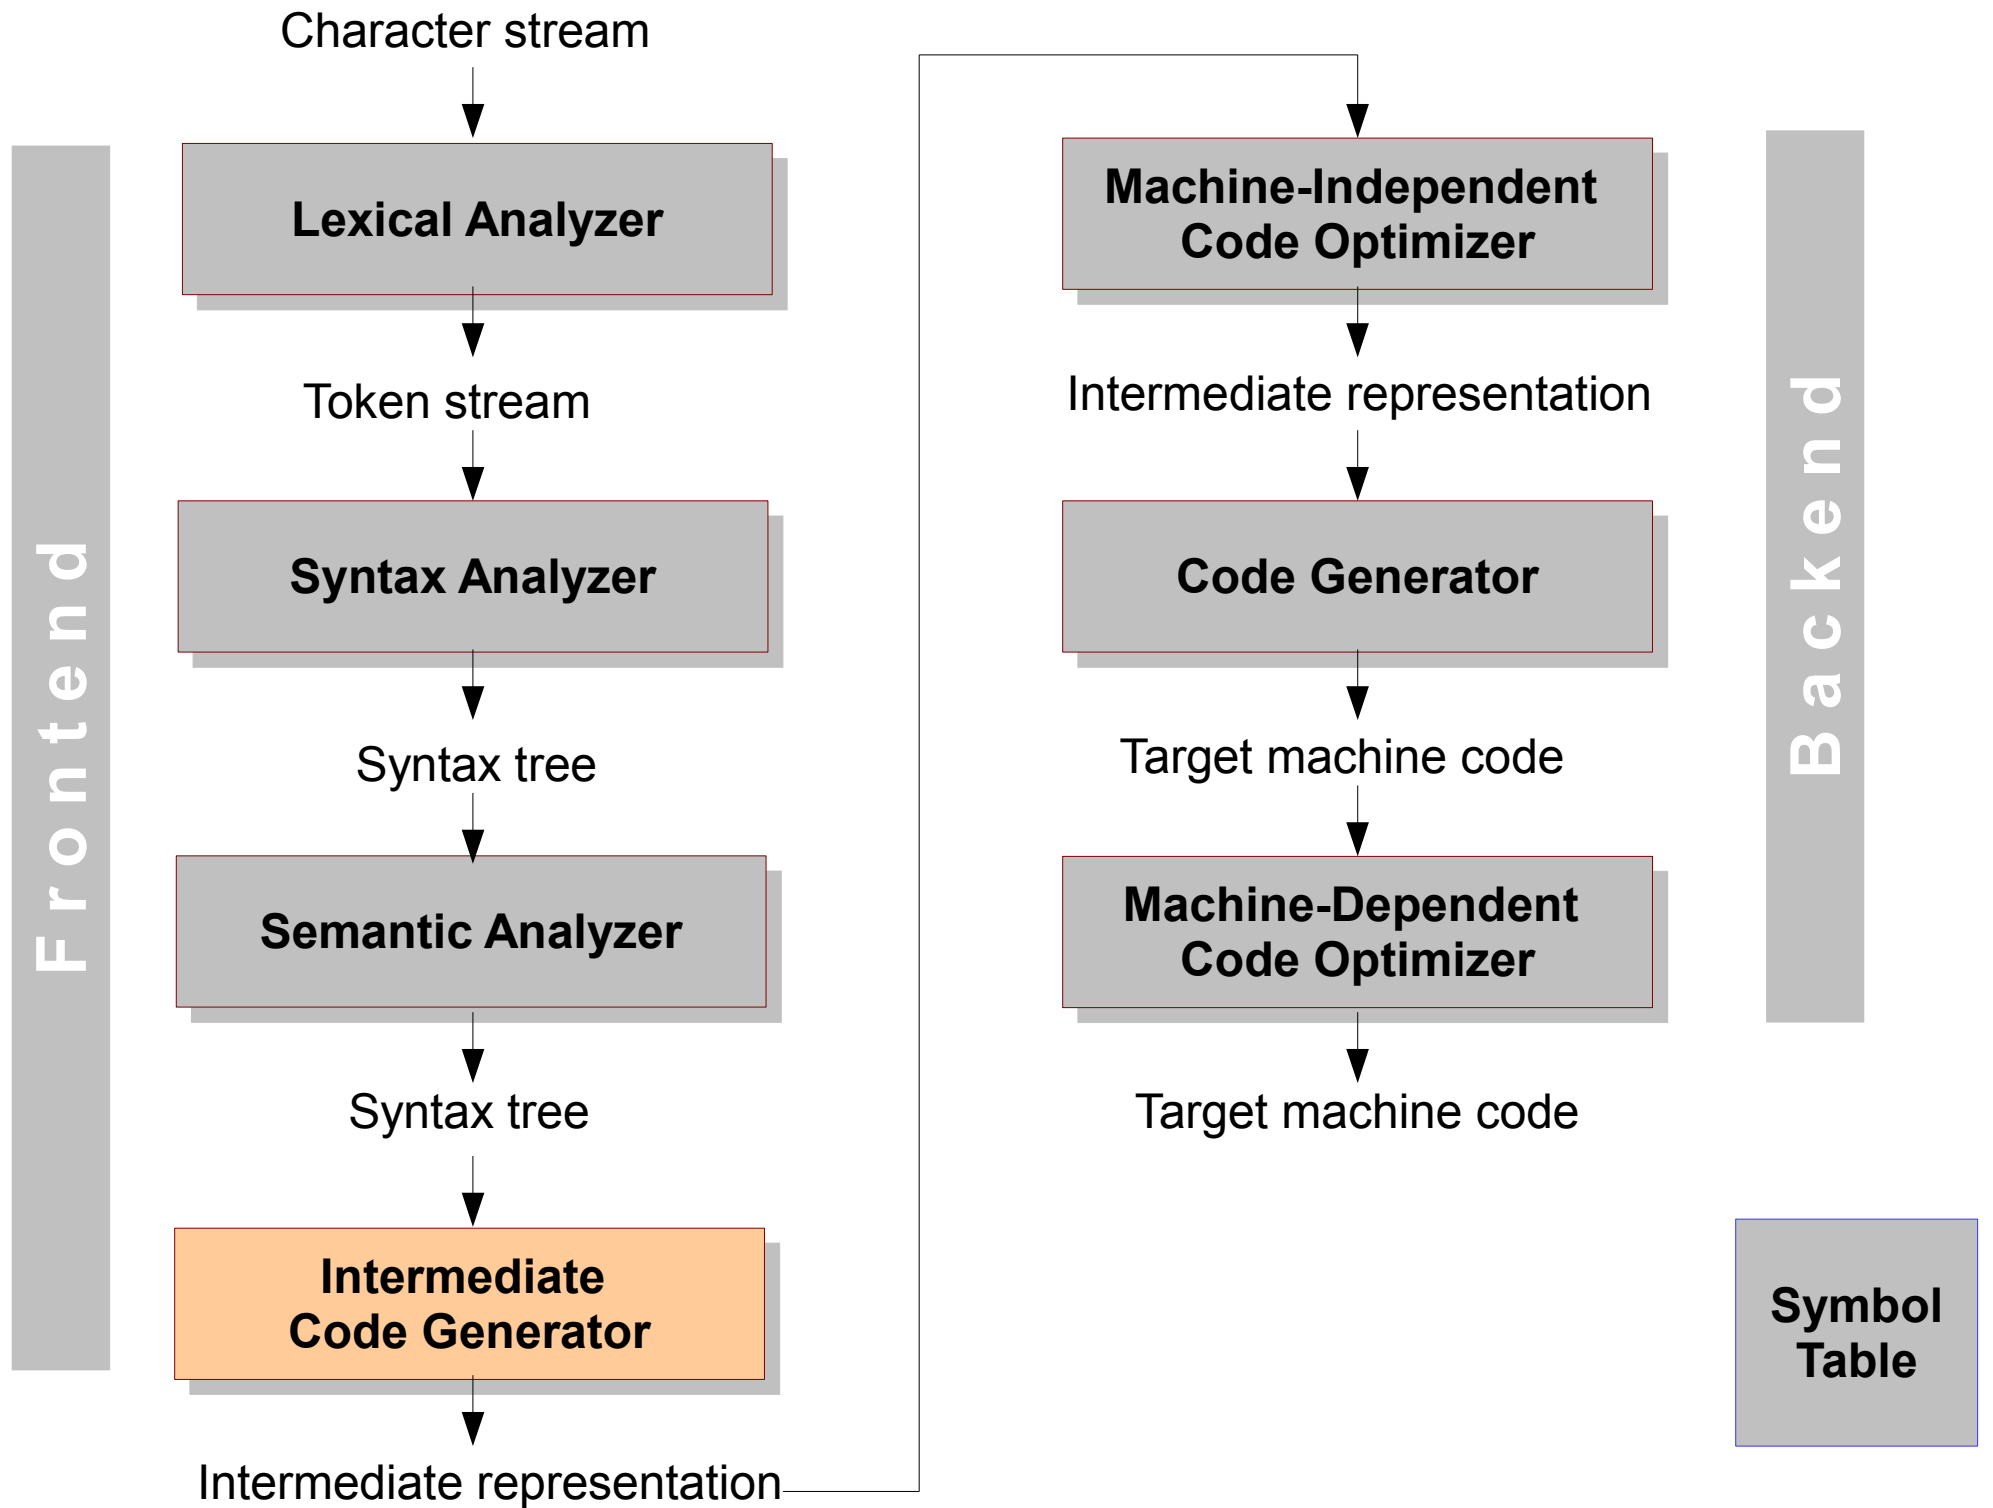 Character stream
Lexical Analyzer
Token stream
Syntax Analyzer
Syntax tree
Semantic Analyzer
Syntax tree
Intermediate
Code Generator
Intermediate representation
Frontend
Machine-Independent
Code Optimizer
Intermediate representation
Code Generator
Target machine code
Machine-Dependent
Code Optimizer
Target machine code
Backend
Symbol
Table